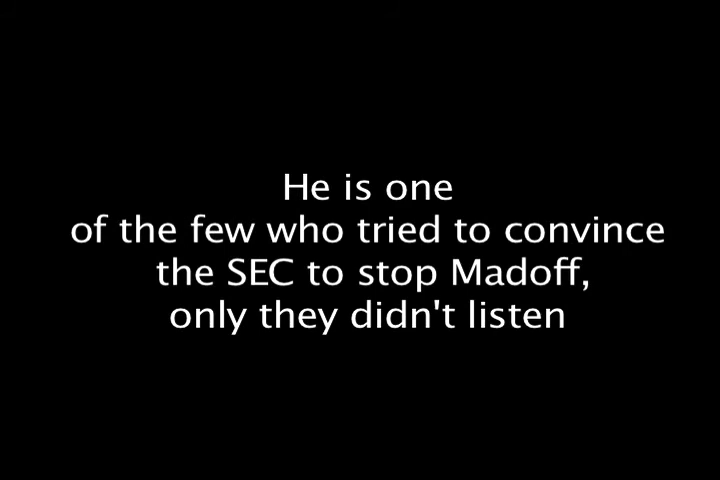 He is one
of the few who tried to convince
the SEC to stop Madoff,
only they didn't listen